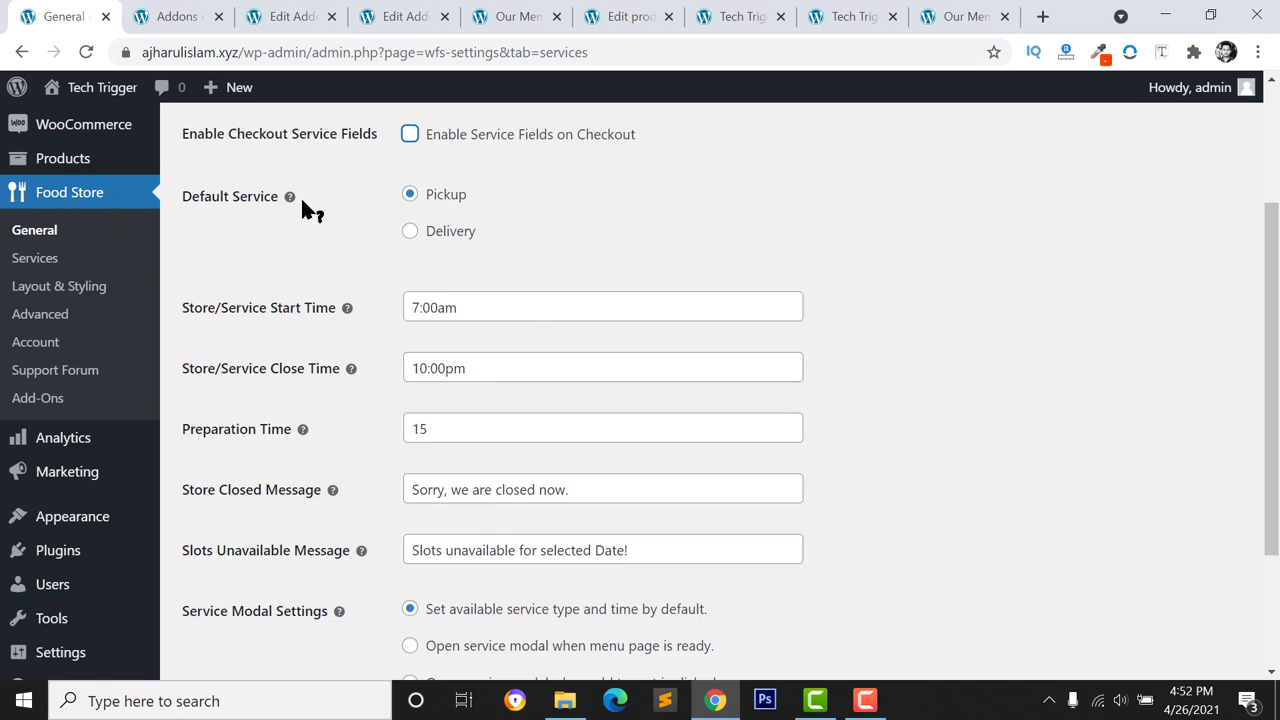 General
Addons
Edit Add
Edit Add
Our Men
Edit prod
Tech Trig
Tech Trig
Our Men
ajharulislam.xyz/wp-admin/admin.php?page=wfs-settings&tab=services
IQ
Tech Trigger
0
New
Howdy, admin
WooCommerce
Products
Food Store
General
Services
Layout & Styling
Advanced
Account
Support Forum
Add-Ons
Analytics
Marketing
Appearance
Plugins
Users
Tools
Settings
Enable Checkout Service Fields
Enable Service Fields on Checkout
Default Service
Pickup
Delivery
Store/Service Start Time
7:00am
Store/Service Close Time
10:00pm
Preparation Time
15
Store Closed Message
Sorry, we are closed now.
Slots Unavailable Message
Slots unavailable for selected Date!
Service Modal Settings
Set available service type and time by default.
Open service modal when menu page is ready.
Type here to search
Ps
4:52 PM
4/26/2021
3